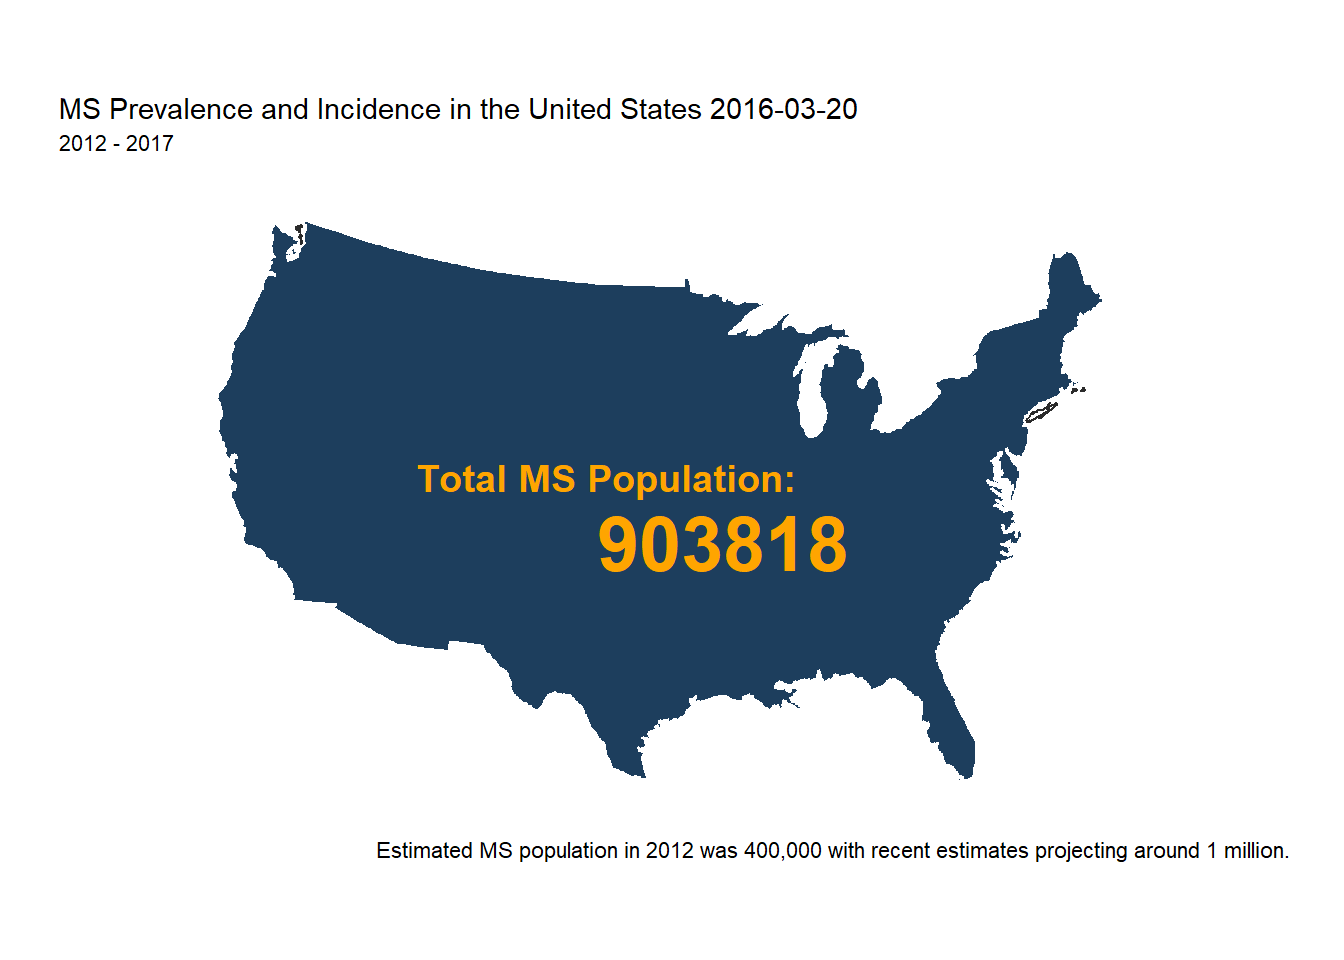 MS Prevalence and Incidence in the United States 2016-03-20
2012 - 2017
Total MS Population:
903818
Estimated MS population in 2012 was 400,000 with recent estimates projecting around 1 million.